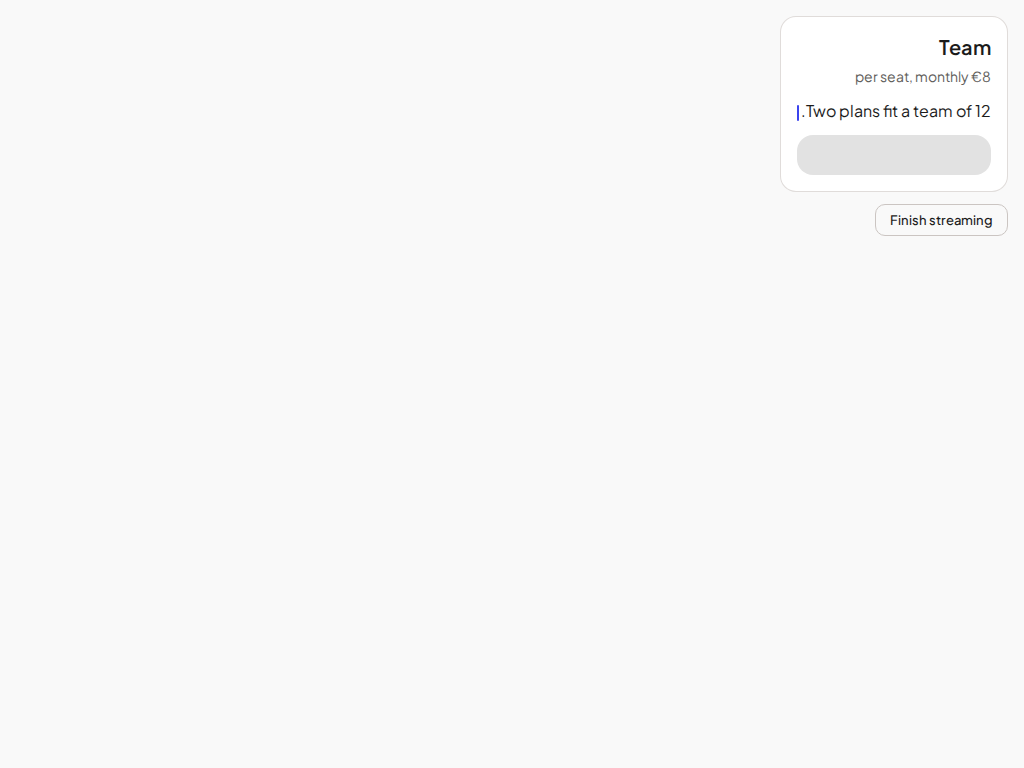 Team
€8 per seat, monthly
Two plans fit a team of 12.
Finish streaming